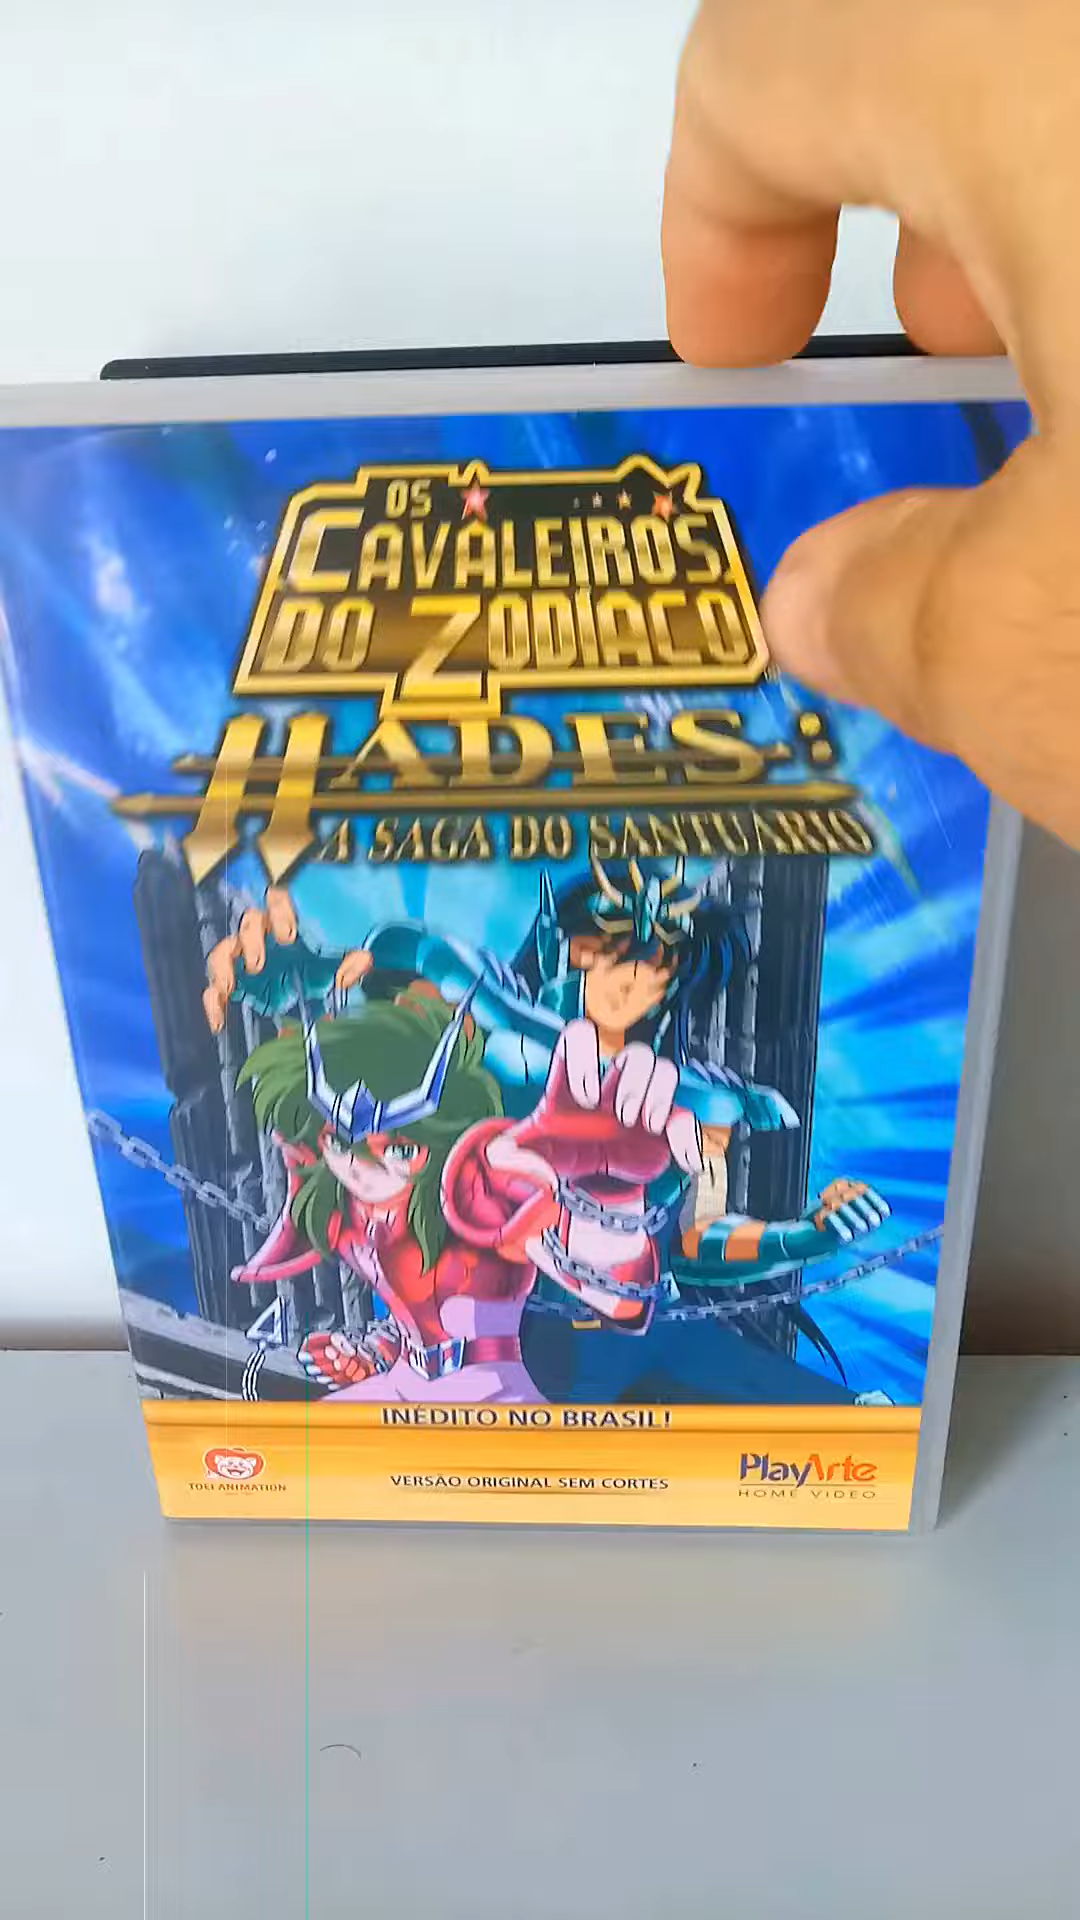 OS
CAVALEIROS
DO ZODÍACO
HADES:
A SAGA DO SANTUÁRIO
INÉDITO NO BRASIL!
TOEI ANIMATION
VERSÃO ORIGINAL SEM CORTES
PlayArte
HOME VIDEO